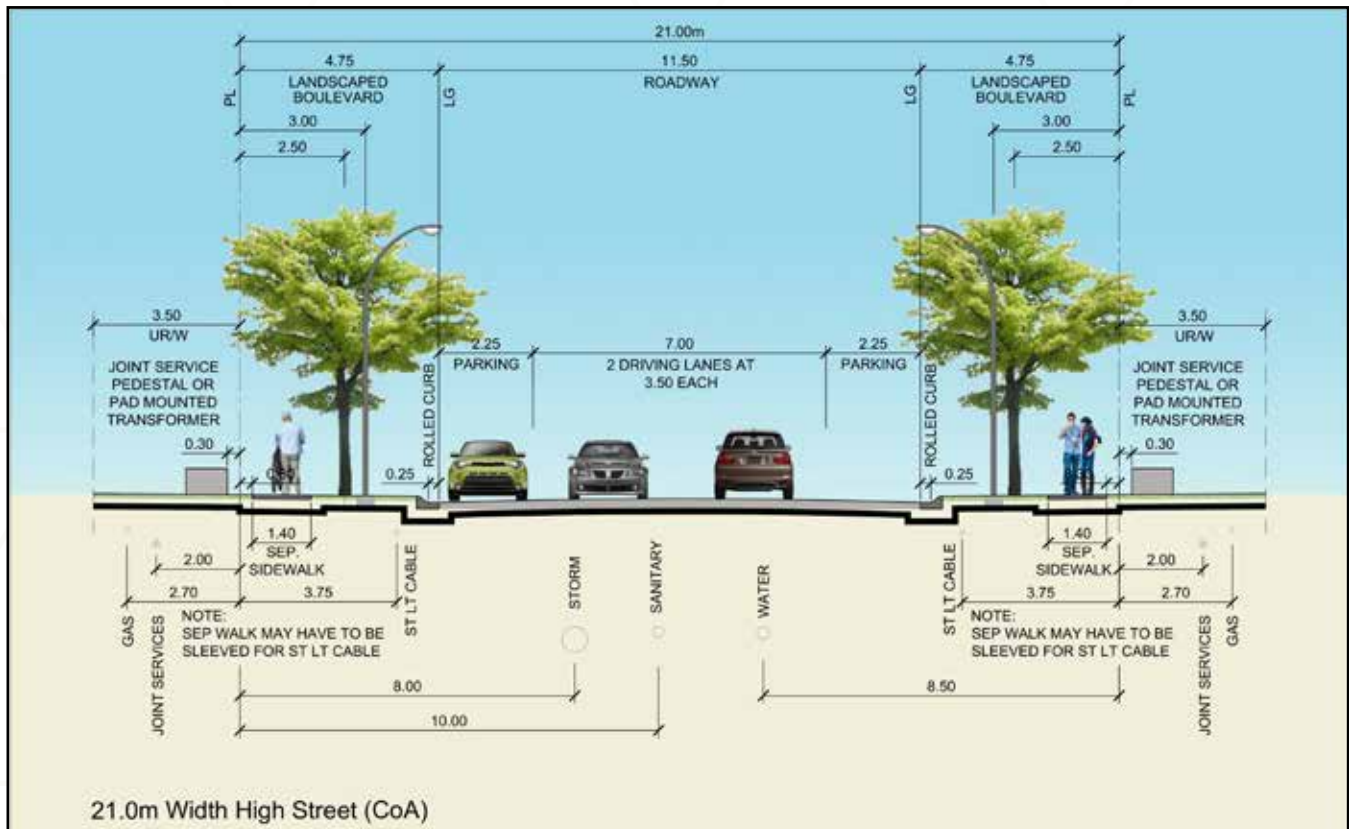 21.00m
4.75
11.50
4.75
LANDSCAPED
BOULEVARD
ROADWAY
LANDSCAPED
BOULEVARD
PL
LG
LG
PL
3.00
3.00
2.50
2.50
3.50
UR/W
3.50
UR/W
2.25
PARKING
7.00
2 DRIVING LANES AT
3.50 EACH
2.25
PARKING
JOINT SERVICE
PEDESTAL OR
PAD MOUNTED
TRANSFORMER
JOINT SERVICE
PEDESTAL OR
PAD MOUNTED
TRANSFORMER
ROLLED CURB
ROLLED CURB
0.30
0.30
0.25
0.25
1.40
SEP.
SIDEWALK
1.40
SEP.
SIDEWALK
2.00
2.00
2.70
3.75
3.75
2.70
GAS
JOINT SERVICES
ST LT CABLE
STORM
SANITARY
WATER
ST LT CABLE
JOINT SERVICES
GAS
NOTE:
SEP WALK MAY HAVE TO BE
SLEEVED FOR ST LT CABLE
NOTE:
SEP WALK MAY HAVE TO BE
SLEEVED FOR ST LT CABLE
8.00
8.50
10.00
21.0m Width High Street (CoA)